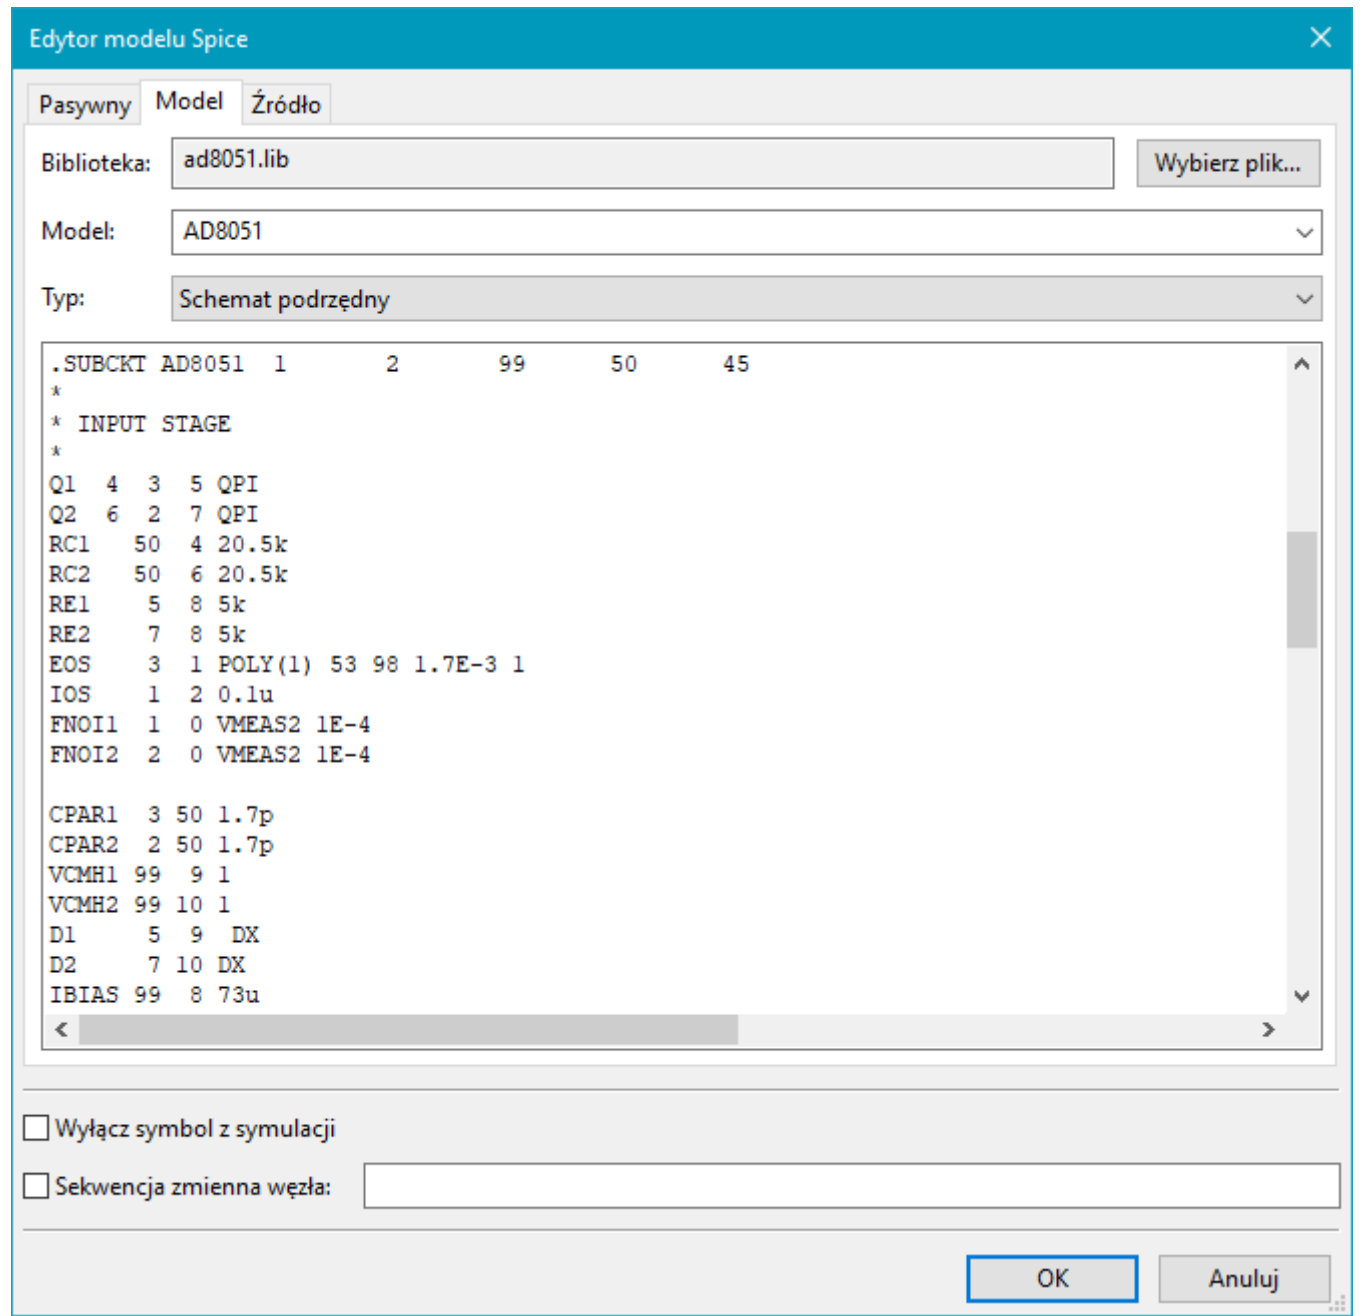 Edytor modelu Spice
Pasywny Model Źródło
Biblioteka: ad8051.lib Wybierz plik...
Model: AD8051
Typ: Schemat podrzędny
.SUBCKT AD8051 1 2 99 50 45
*
* INPUT STAGE
*
Q1 4 3 5 QPI
Q2 6 2 7 QPI
RC1 50 4 20.5k
RC2 50 6 20.5k
RE1 5 8 5k
RE2 7 8 5k
EOS 3 1 POLY(1) 53 98 1.7E-3 1
IOS 1 2 0.1u
FNOI1 1 0 VMEAS2 1E-4
FNOI2 2 0 VMEAS2 1E-4
CPAR1 3 50 1.7p
CPAR2 2 50 1.7p
VCMH1 99 9 1
VCMH2 99 10 1
D1 5 9 DX
D2 7 10 DX
IBIAS 99 8 73u
Wyłącz symbol z symulacji
Sekwencja zmienna węzła:
OK Anuluj